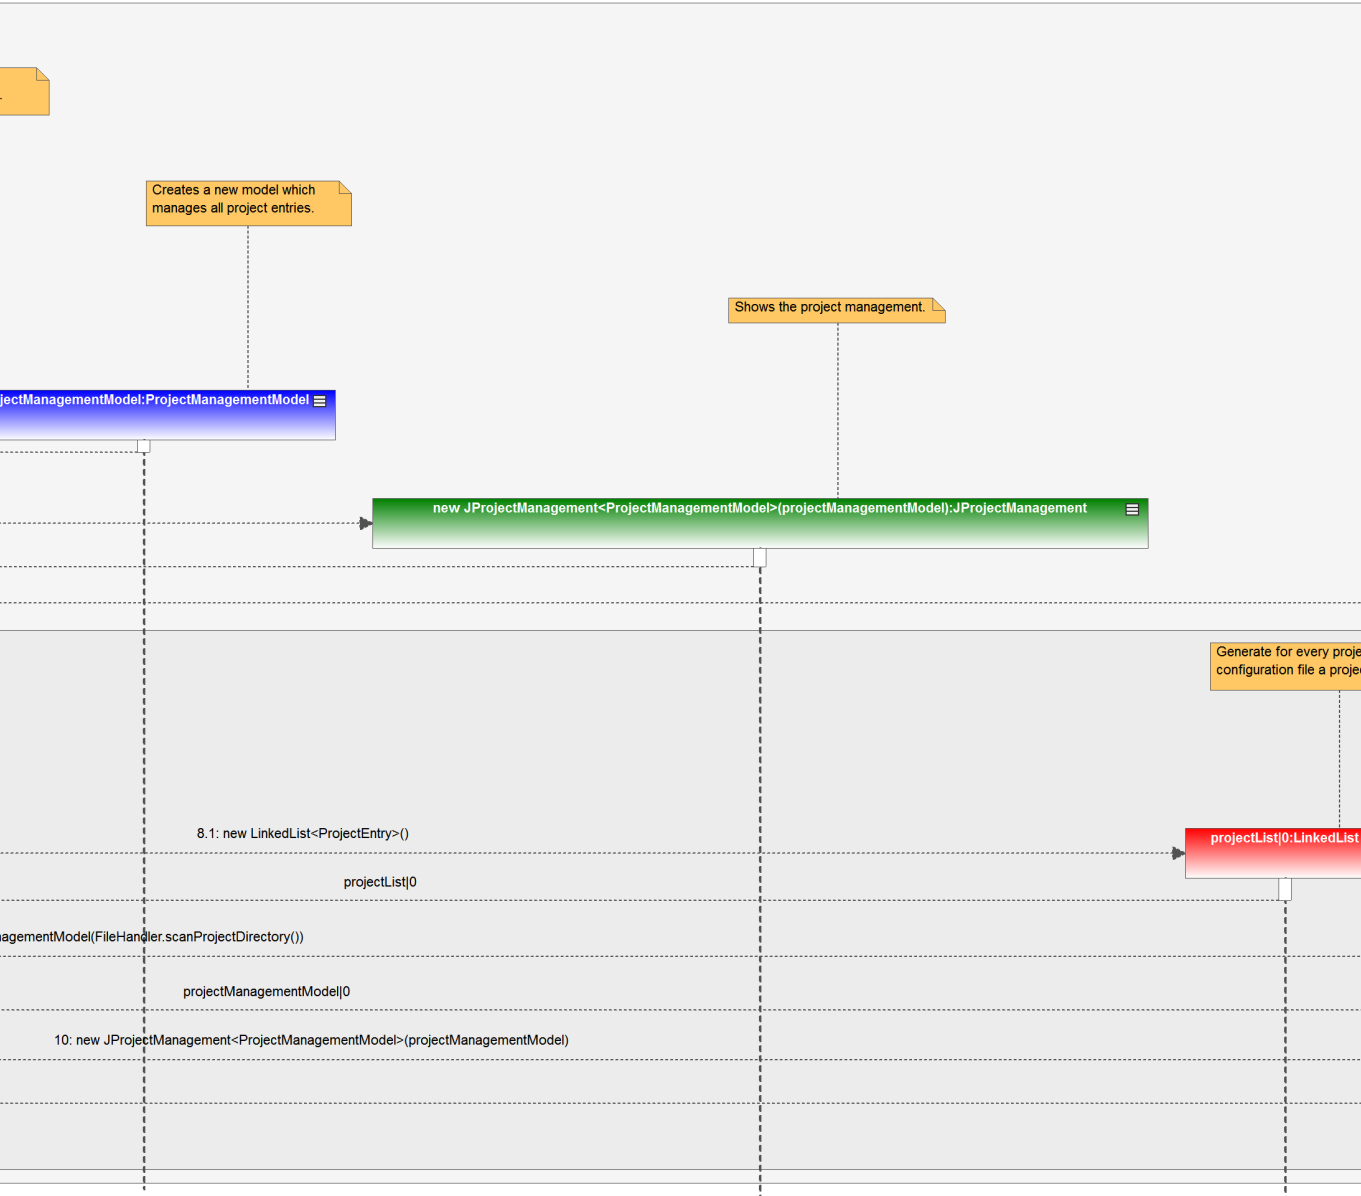 Creates a new model which
manages all project entries.
Shows the project management.
jectManagementModel:ProjectManagementModel
new JProjectManagement<ProjectManagementModel>(projectManagementModel):JProjectManagement
Generate for every proje
configuration file a proje
8.1: new LinkedList<ProjectEntry>()
projectList|0:LinkedList
projectList|0
nagementModel(FileHandler.scanProjectDirectory())
projectManagementModel|0
10: new JProjectManagement<ProjectManagementModel>(projectManagementModel)